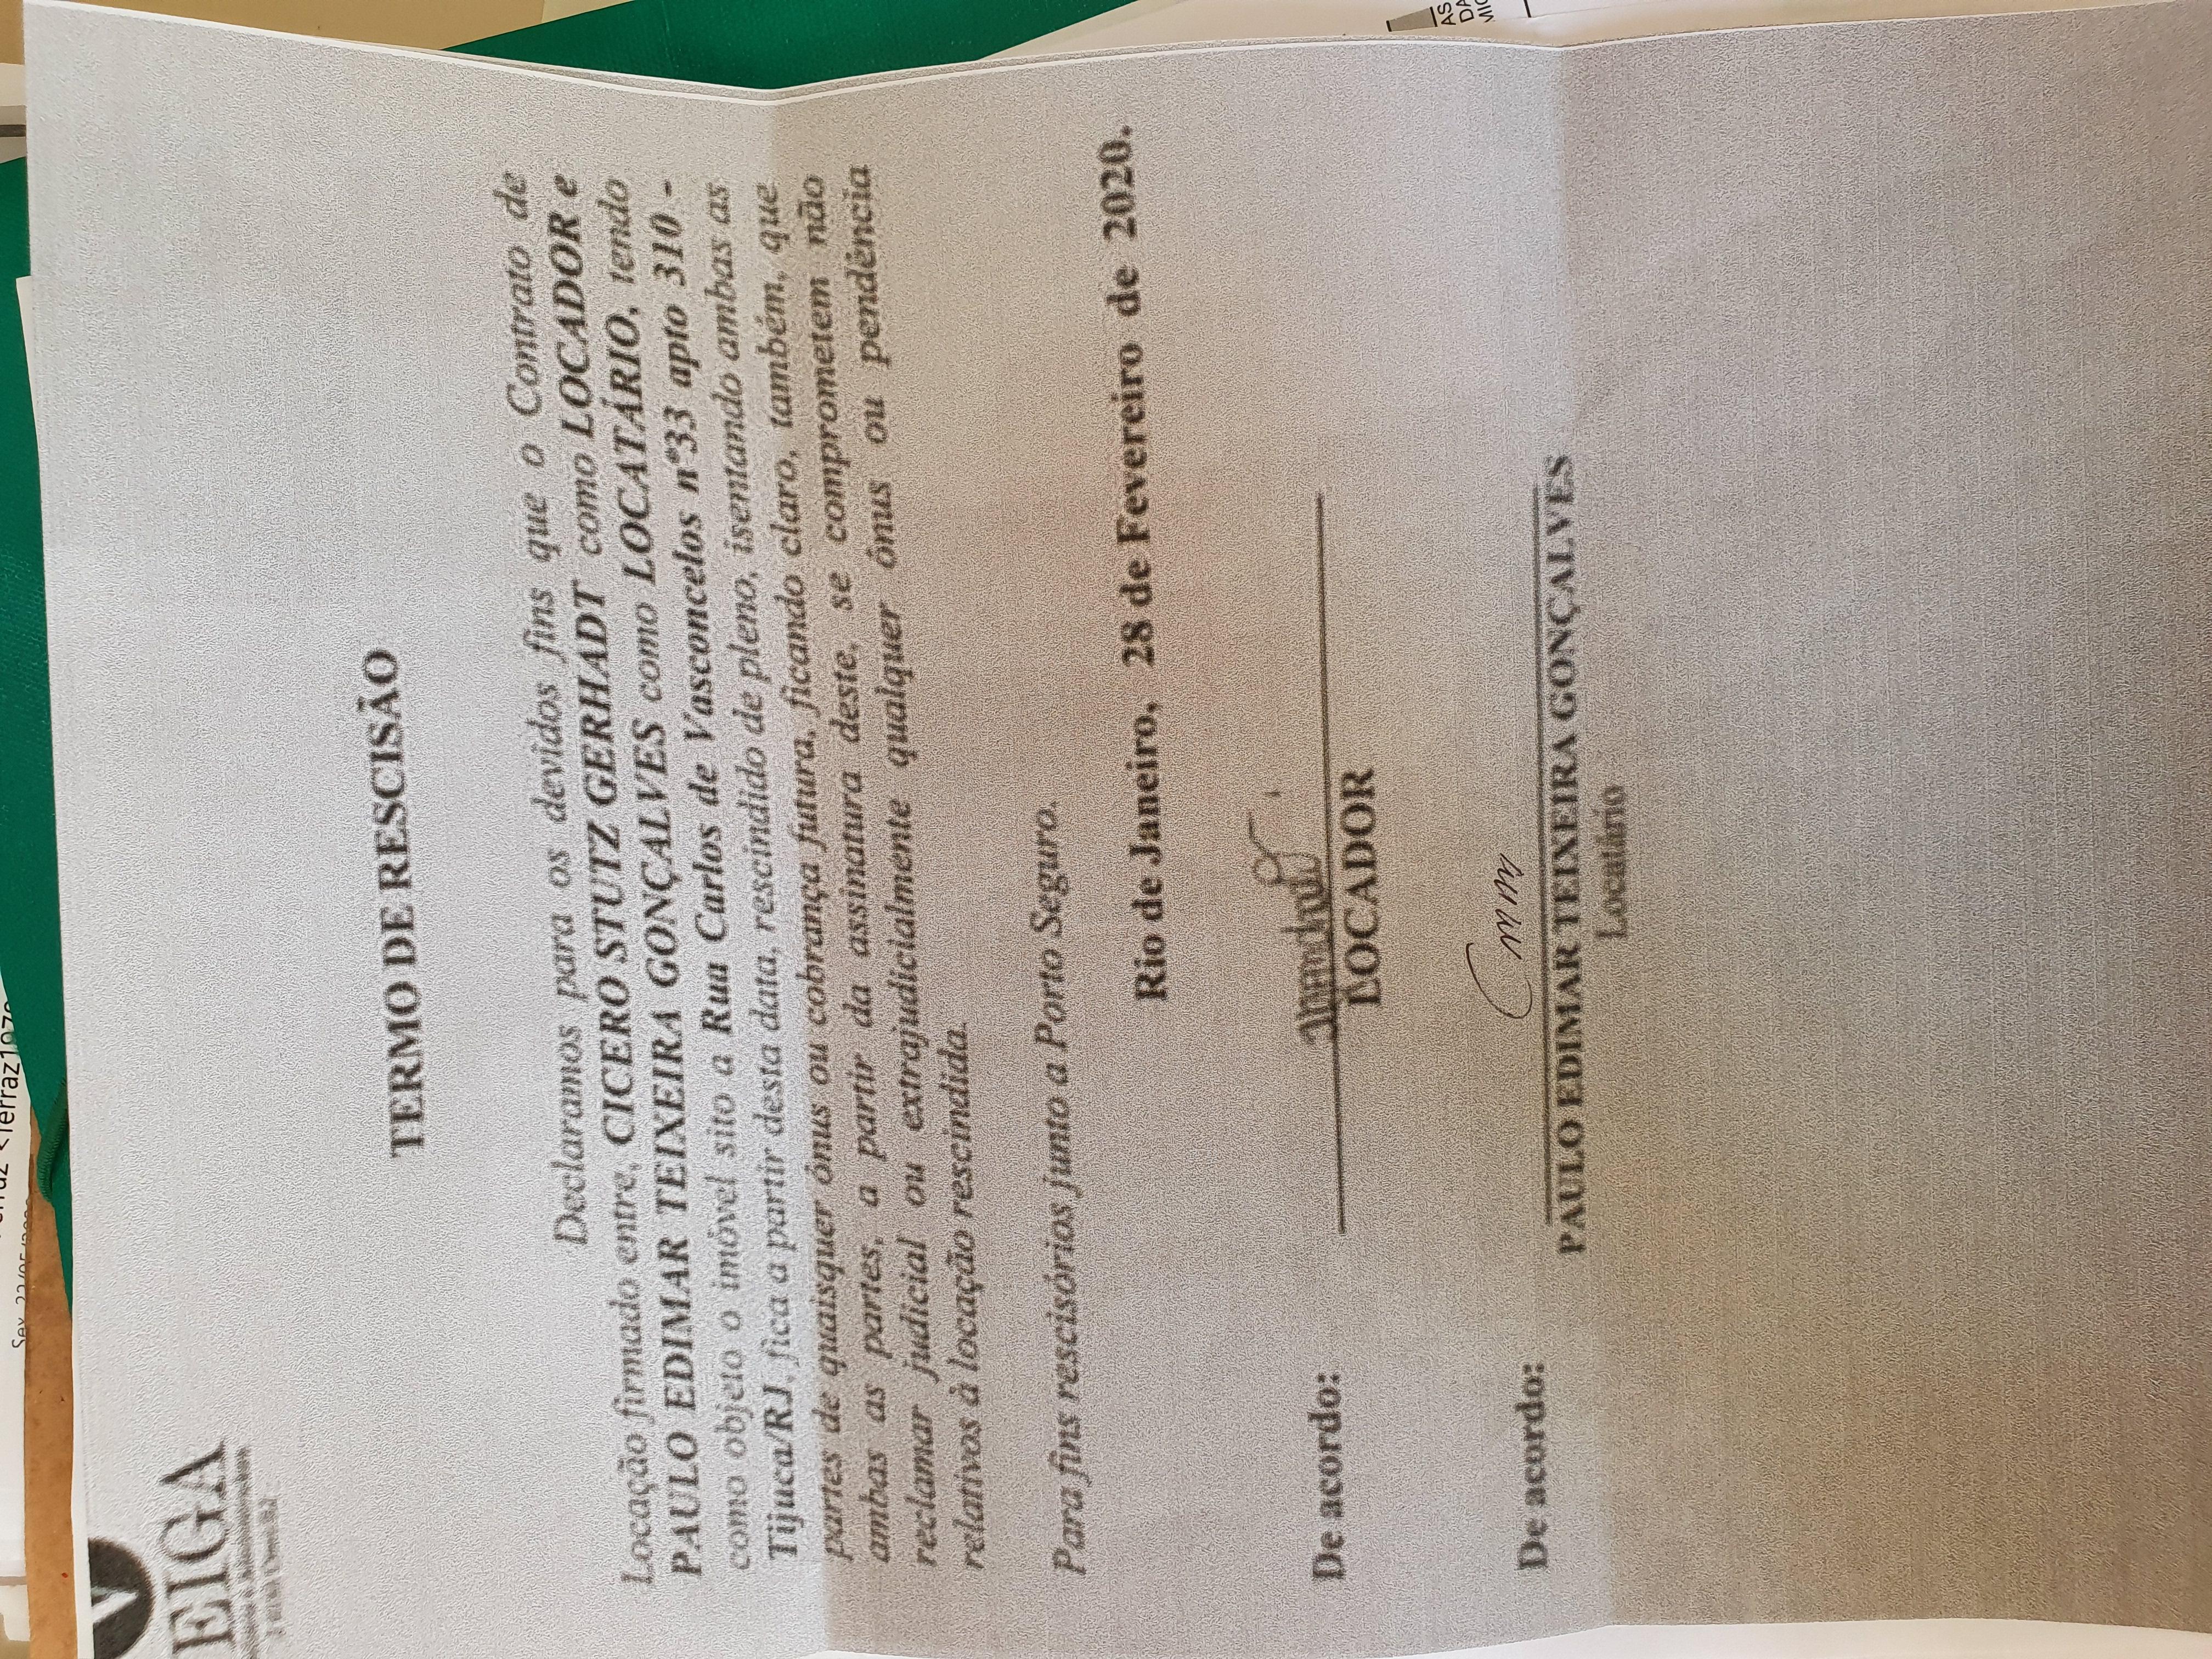 EIGA
TERMO DE RESCISÃO
Declaramos para os devidos fins que o Contrato de
Locação firmado entre, CICERO STUTZ GERHADT como LOCADOR e
PAULO EDIMAR TEIXEIRA GONÇALVES como LOCATÁRIO, tendo
como objeto o imóvel sito a Rua Carlos de Vasconcelos nº33 apto 310 -
Tijuca/RJ, fica a partir desta data, rescindido de pleno, isentando ambas as
partes de quaisquer ônus ou cobrança futura, ficando claro, também, que
ambas as partes, a partir da assinatura deste, se comprometem não
reclamar judicial ou extrajudicialmente qualquer ônus ou pendência
relativos à locação rescindida.
Para fins rescisórios junto a Porto Seguro.
Rio de Janeiro, 28 de Fevereiro de 2020.
De acordo:
LOCADOR
De acordo:
PAULO EDIMAR TEIXEIRA GONÇALVES
Locatário